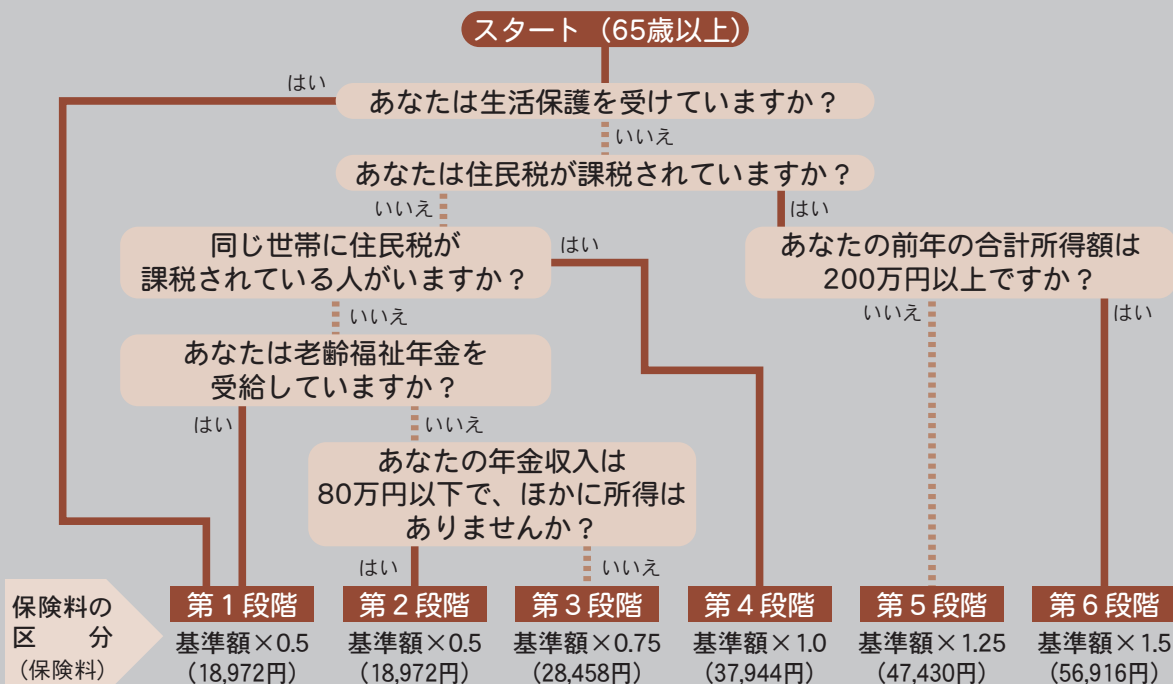 スタート（65歳以上）
はい
あなたは生活保護を受けていますか？
いいえ
あなたは住民税が課税されていますか？
いいえ
はい
同じ世帯に住民税が
課税されている人がいますか？
はい
あなたの前年の合計所得額は
200万円以上ですか？
いいえ
いいえ
はい
あなたは老齢福祉年金を
受給していますか？
はい
いいえ
あなたの年金収入は
80万円以下で、ほかに所得は
ありませんか？
はい
いいえ
保険料の
区　分
（保険料）
第１段階
基準額×0.5
（18,972円）
第２段階
基準額×0.5
（18,972円）
第３段階
基準額×0.75
（28,458円）
第４段階
基準額×1.0
（37,944円）
第５段階
基準額×1.25
（47,430円）
第６段階
基準額×1.5
（56,916円）